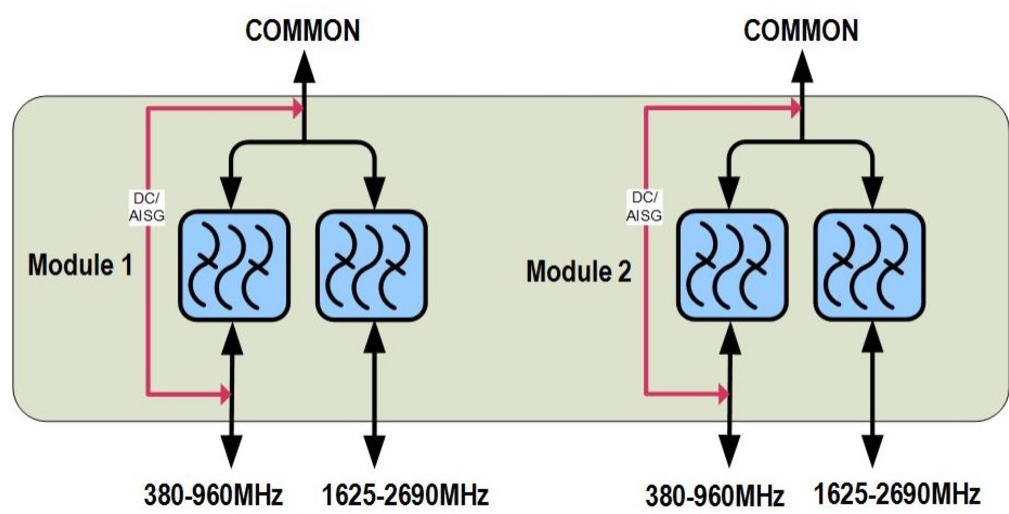 COMMON
COMMON
DC/
AISG
DC/
AISG
Module 1
Module 2
380-960MHz
1625-2690MHz
380-960MHz
1625-2690MHz